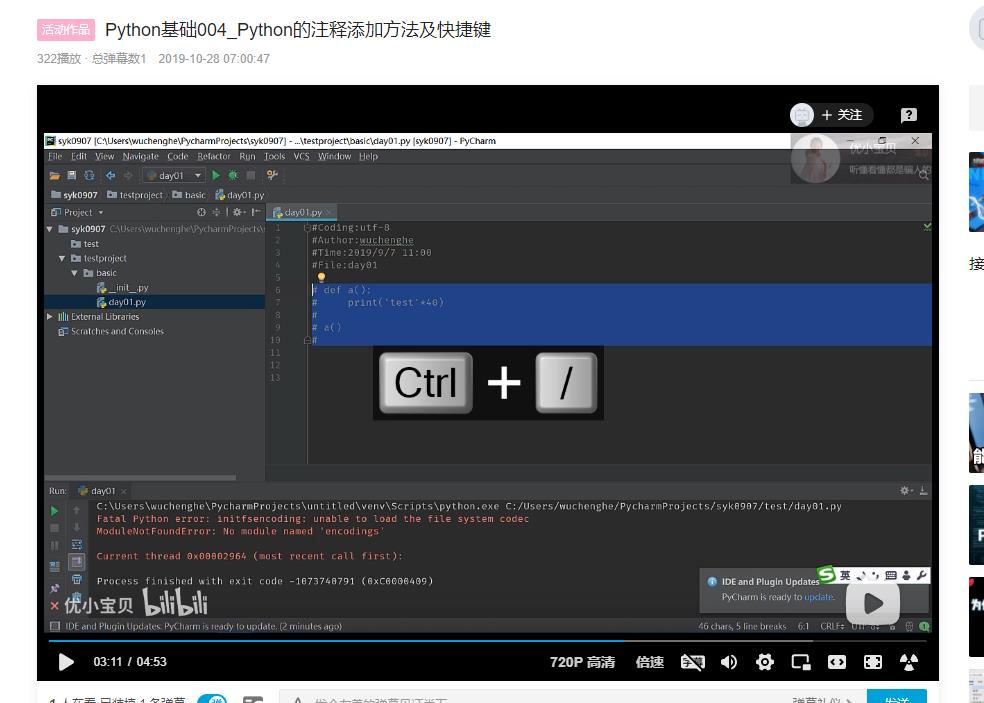 活动作品 Python基础004_Python的注释添加方法及快捷键
322播放 · 总弹幕数1 2019-10-28 07:00:47
+ 关注
syk0907 [C:\Users\wuchenghe\PycharmProjects\syk0907] - ...\testproject\basic\day01.py [syk0907] - PyCharm
优小宝贝
File Edit View Navigate Code Refactor Run Tools VCS Window Help
听懂看懂都是骗人的
day01
syk0907 testproject basic day01.py
Project
day01.py
syk0907 C:\Users\wuchenghe\PycharmProjects\
test
testproject
basic
__init__.py
day01.py
External Libraries
Scratches and Consoles
1 #Coding:utf-8
2 #Author:wuchenghe
3 #Time:2019/9/7 11:00
4 #File:day01
5
6 # def a():
7 #     print('test'*40)
8 #
9 # a()
10 #
11
12
13
Ctrl + /
Run: day01
C:\Users\wuchenghe\PycharmProjects\untitled\venv\Scripts\python.exe C:/Users/wuchenghe/PycharmProjects/syk0907/test/day01.py
Fatal Python error: initfsencoding: unable to load the file system codec
ModuleNotFoundError: No module named 'encodings'
Current thread 0x00002964 (most recent call first):
Process finished with exit code -1073740791 (0xC0000409)
IDE and Plugin Updates
英
PyCharm is ready to update.
优小宝贝 bilibili
IDE and Plugin Updates: PyCharm is ready to update. (2 minutes ago)
46 chars, 5 line breaks 6:1 CRLF
03:11 / 04:53
720P 高清 倍速
接